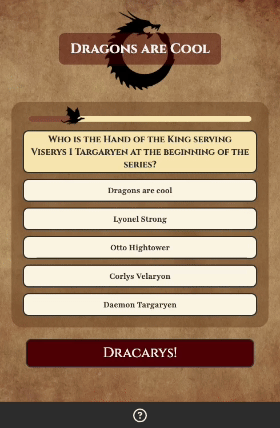 Dragons are Cool
Who is the Hand of the King serving
Viserys I Targaryen at the beginning of the
series?
Dragons are cool
Lyonel Strong
Otto Hightower
Corlys Velaryon
Daemon Targaryen
Dracarys!
?